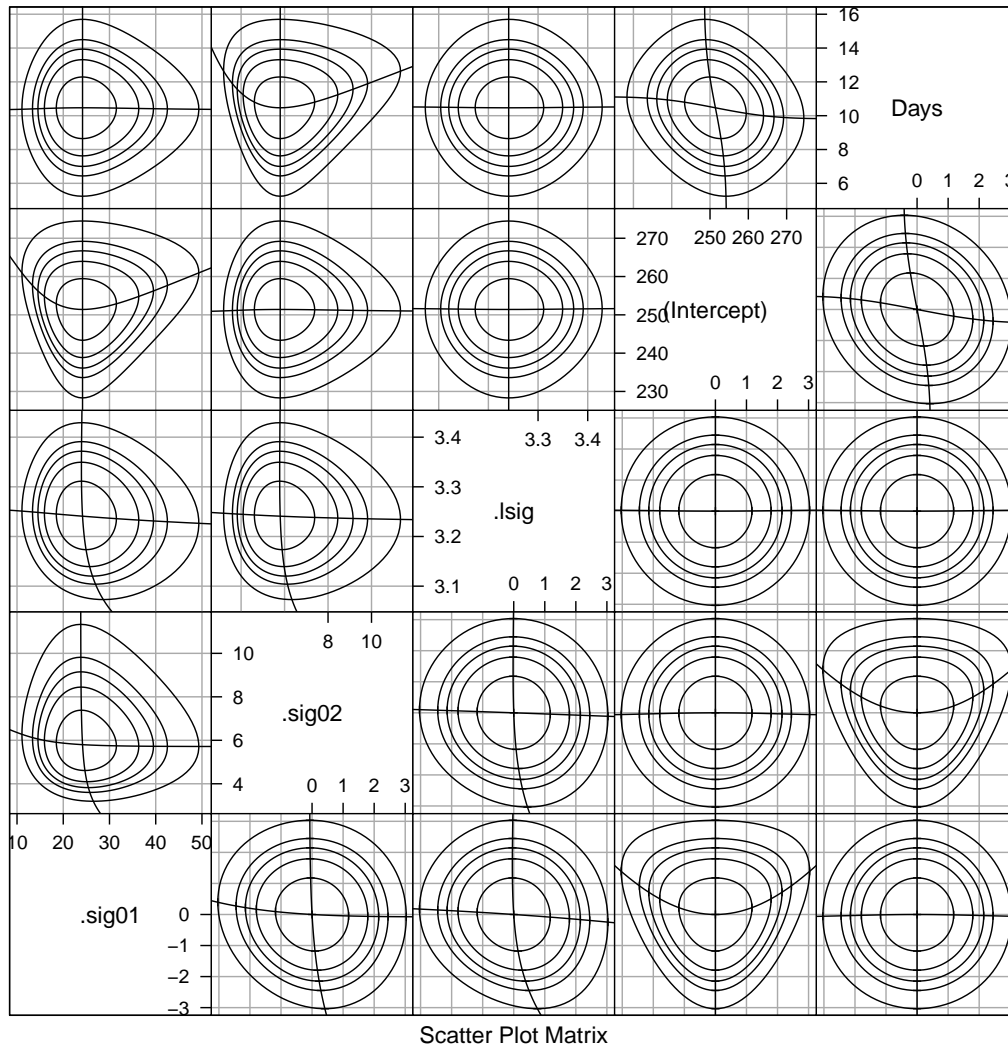 16
14
12
10
8
6
Days
0 1 2 3
270
260
250
240
230
250 260 270
(Intercept)
0 1 2 3
3.4
3.3
3.2
3.1
3.3 3.4
.lsig
0 1 2 3
10
8
6
4
8 10
.sig02
0 1 2 3
10 20 30 40 50
.sig01
0
−1
−2
−3
Scatter Plot Matrix